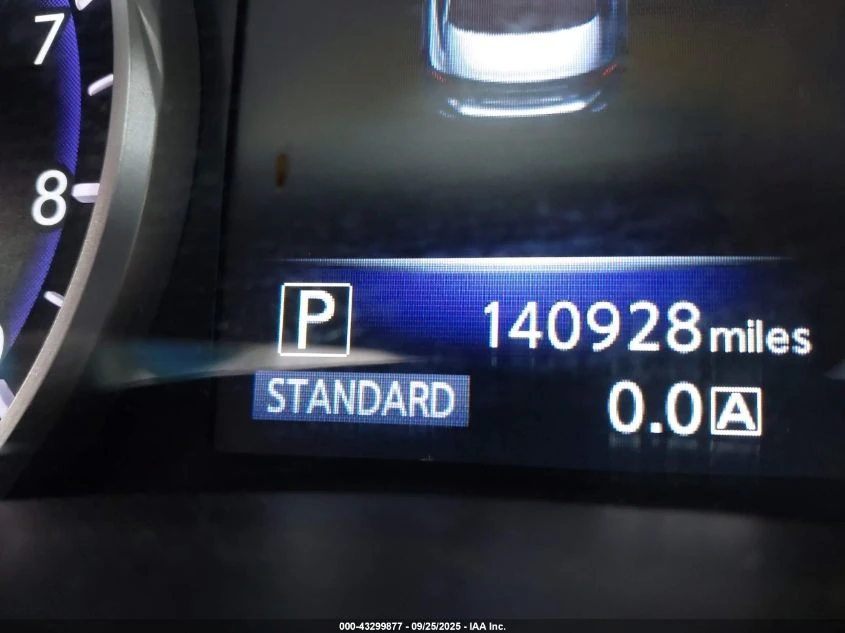 7
8
P 140928 miles
STANDARD 0.0 A
000-43299877 - 09/25/2025 - IAA Inc.